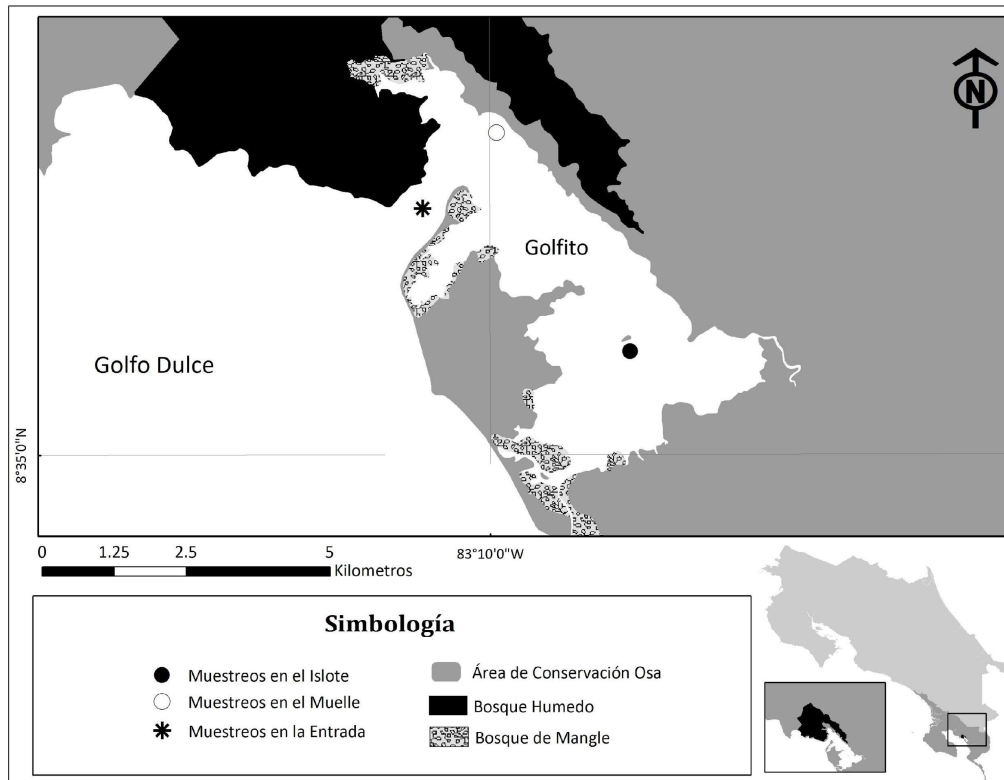 N
Golfito
Golfo Dulce
8°35'0"N
83°10'0"W
0 1.25 2.5 5
Kilometros
Simbología
Muestreos en el Islote
Muestreos en el Muelle
Muestreos en la Entrada
Área de Conservación Osa
Bosque Humedo
Bosque de Mangle